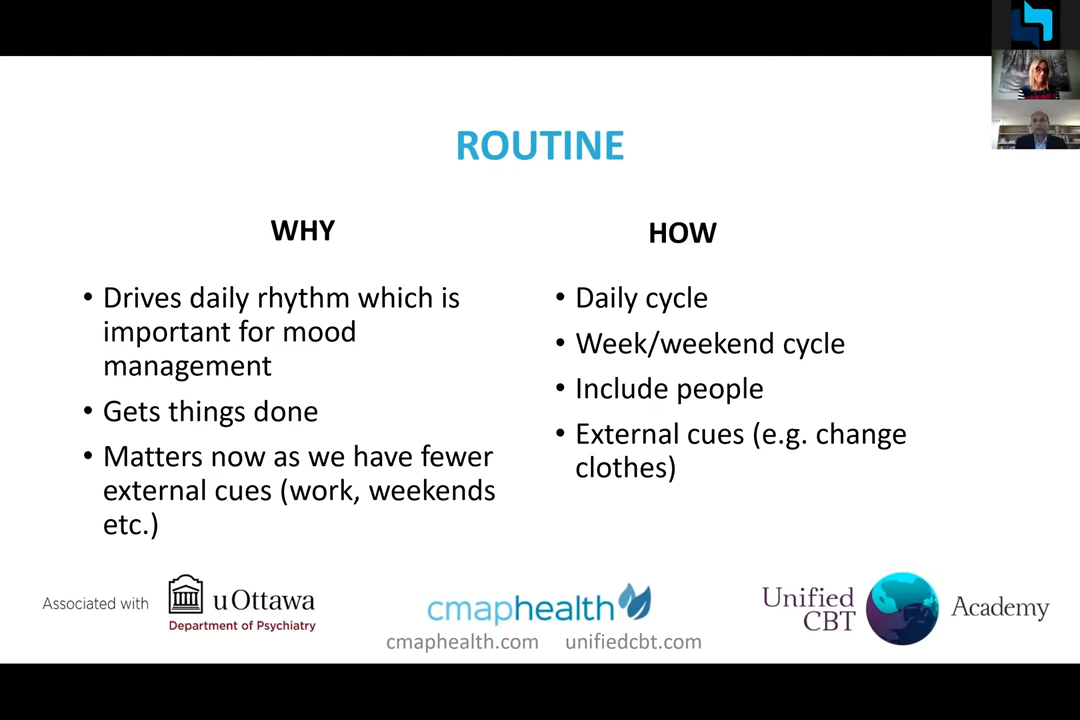 ROUTINE
WHY
• Drives daily rhythm which is
important for mood
management
• Gets things done
• Matters now as we have fewer
external cues (work, weekends
etc.)
HOW
• Daily cycle
• Week/weekend cycle
• Include people
• External cues (e.g. change
clothes)
Associated with
uOttawa
Department of Psychiatry
cmaphealth
cmaphealth.com unifiedcbt.com
Unified
CBT
Academy